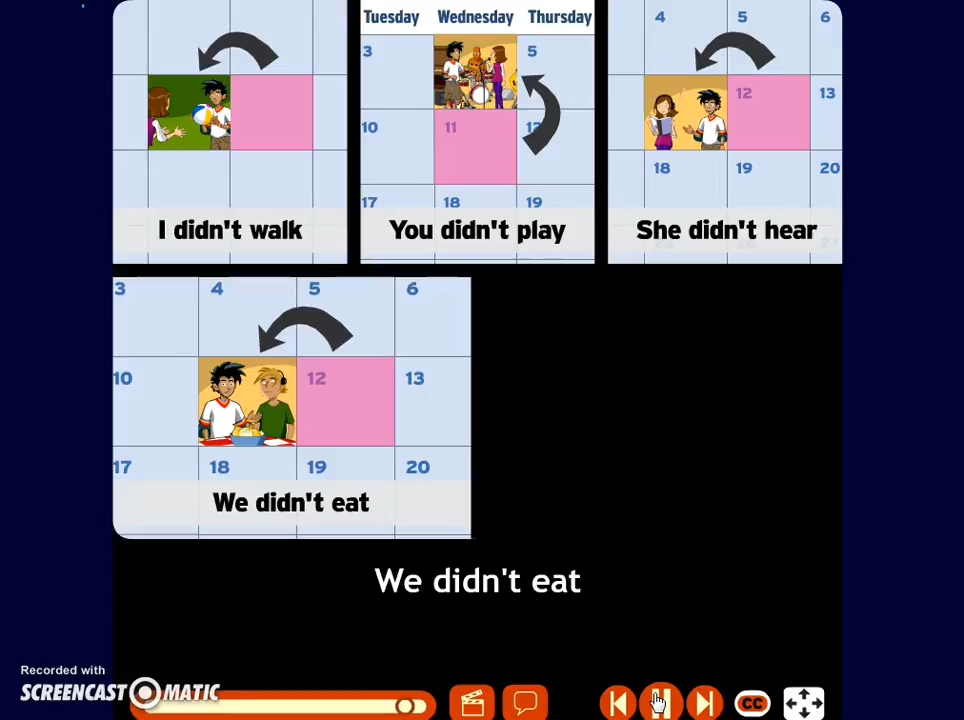 Tuesday Wednesday Thursday
3 5
10 11 12
17 18 19
I didn't walk
You didn't play
4 5 6
12 13
18 19 20
She didn't hear
3 4 5 6
10 12 13
17 18 19 20
We didn't eat
We didn't eat
Recorded with
SCREENCAST MATIC
CC